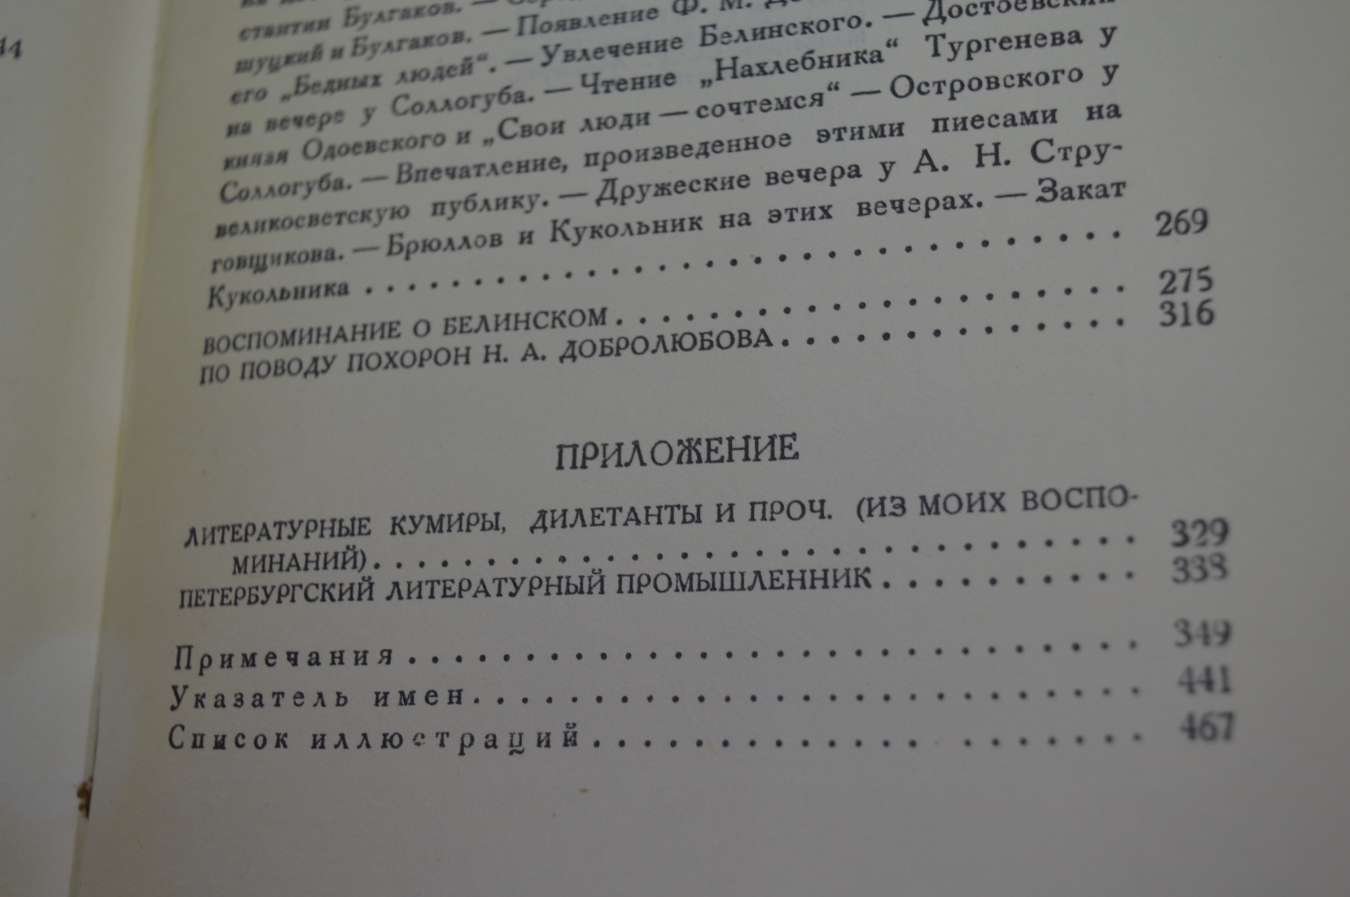 44
стантин Булгаков. —
шуцкий и Булгаков. — Появление Ф. М.
его „Бедных людей“. — Увлечение Белинского. — Достоевский
на вечере у Соллогуба. — Чтение „Нахлебника“ Тургенева у
князя Одоевского и „Свои люди — сочтемся“ — Островского у
Соллогуба. — Впечатление, произведенное этими пиесами на
великосветскую публику. — Дружеские вечера у А. Н. Стру-
говщикова. — Брюллов и Кукольник на этих вечерах. — Закат
Кукольника . . . . . . . . . . . . . . . . . . . . . . . . . . . . . 269
ВОСПОМИНАНИЕ О БЕЛИНСКОМ . . . . . . . . . . . . . . . . . . . 275
ПО ПОВОДУ ПОХОРОН Н. А. ДОБРОЛЮБОВА . . . . . . . . . . . . . 316
ПРИЛОЖЕНИЕ
ЛИТЕРАТУРНЫЕ КУМИРЫ, ДИЛЕТАНТЫ И ПРОЧ. (ИЗ МОИХ ВОСПО-
МИНАНИЙ) . . . . . . . . . . . . . . . . . . . . . . . . . . . . . 329
ПЕТЕРБУРГСКИЙ ЛИТЕРАТУРНЫЙ ПРОМЫШЛЕННИК . . . . . . . . . . 338
Примечания . . . . . . . . . . . . . . . . . . . . . . . . . . . 349
Указатель имен . . . . . . . . . . . . . . . . . . . . . . . . . 441
Список иллюстраций . . . . . . . . . . . . . . . . . . . . . 467